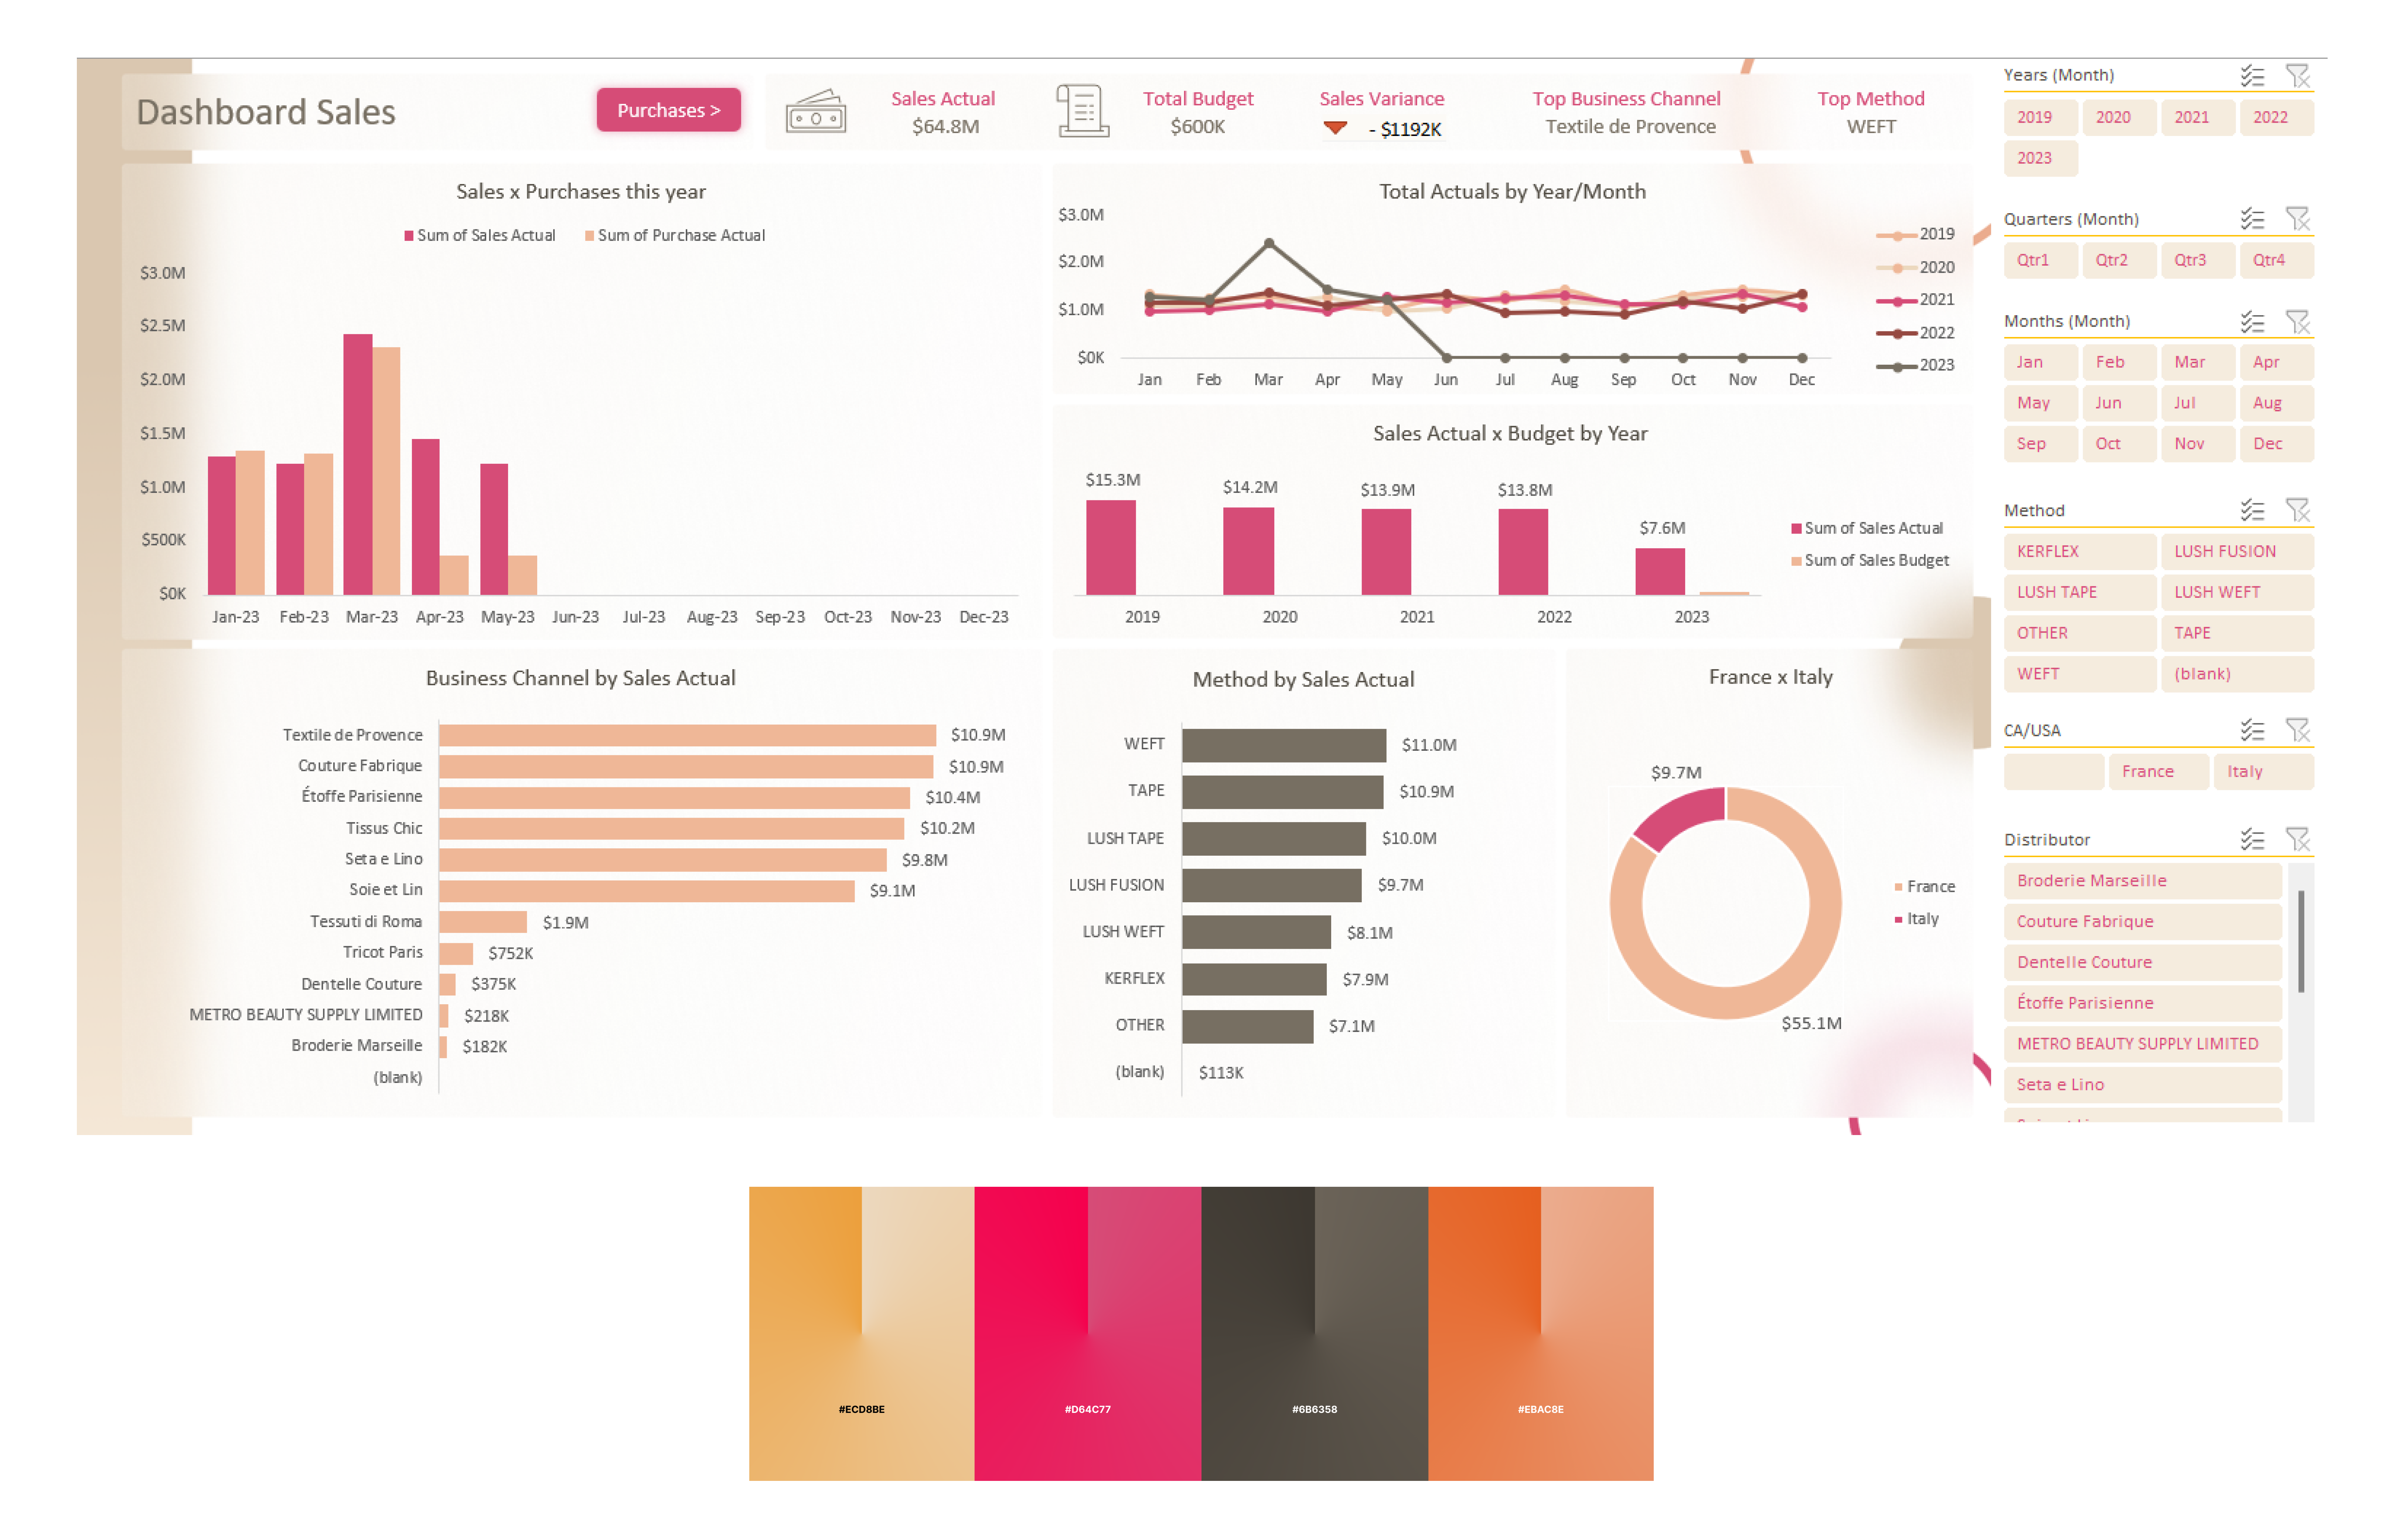 Dashboard Sales
Purchases >
Sales Actual
$64.8M
Total Budget
$600K
Sales Variance
- $1192K
Top Business Channel
Textile de Provence
Top Method
WEFT
Sales x Purchases this year
Sum of Sales Actual
Sum of Purchase Actual
$3.0M
$2.5M
$2.0M
$1.5M
$1.0M
$500K
$0K
Jan-23 Feb-23 Mar-23 Apr-23 May-23 Jun-23 Jul-23 Aug-23 Sep-23 Oct-23 Nov-23 Dec-23
Total Actuals by Year/Month
$3.0M
$2.0M
$1.0M
$0K
Jan Feb Mar Apr May Jun Jul Aug Sep Oct Nov Dec
2019
2020
2021
2022
2023
Sales Actual x Budget by Year
$15.3M
$14.2M
$13.9M
$13.8M
$7.6M
2019 2020 2021 2022 2023
Sum of Sales Actual
Sum of Sales Budget
Business Channel by Sales Actual
Textile de Provence $10.9M
Couture Fabrique $10.9M
Étoffe Parisienne $10.4M
Tissus Chic $10.2M
Seta e Lino $9.8M
Soie et Lin $9.1M
Tessuti di Roma $1.9M
Tricot Paris $752K
Dentelle Couture $375K
METRO BEAUTY SUPPLY LIMITED $218K
Broderie Marseille $182K
(blank)
Method by Sales Actual
WEFT $11.0M
TAPE $10.9M
LUSH TAPE $10.0M
LUSH FUSION $9.7M
LUSH WEFT $8.1M
KERFLEX $7.9M
OTHER $7.1M
(blank) $113K
France x Italy
$9.7M
$55.1M
France
Italy
Years (Month)
2019 2020 2021 2022
2023
Quarters (Month)
Qtr1 Qtr2 Qtr3 Qtr4
Months (Month)
Jan Feb Mar Apr
May Jun Jul Aug
Sep Oct Nov Dec
Method
KERFLEX LUSH FUSION
LUSH TAPE LUSH WEFT
OTHER TAPE
WEFT (blank)
CA/USA
France Italy
Distributor
Broderie Marseille
Couture Fabrique
Dentelle Couture
Étoffe Parisienne
METRO BEAUTY SUPPLY LIMITED
Seta e Lino
#ECD8BE
#D64C77
#6B6358
#EBAC8E